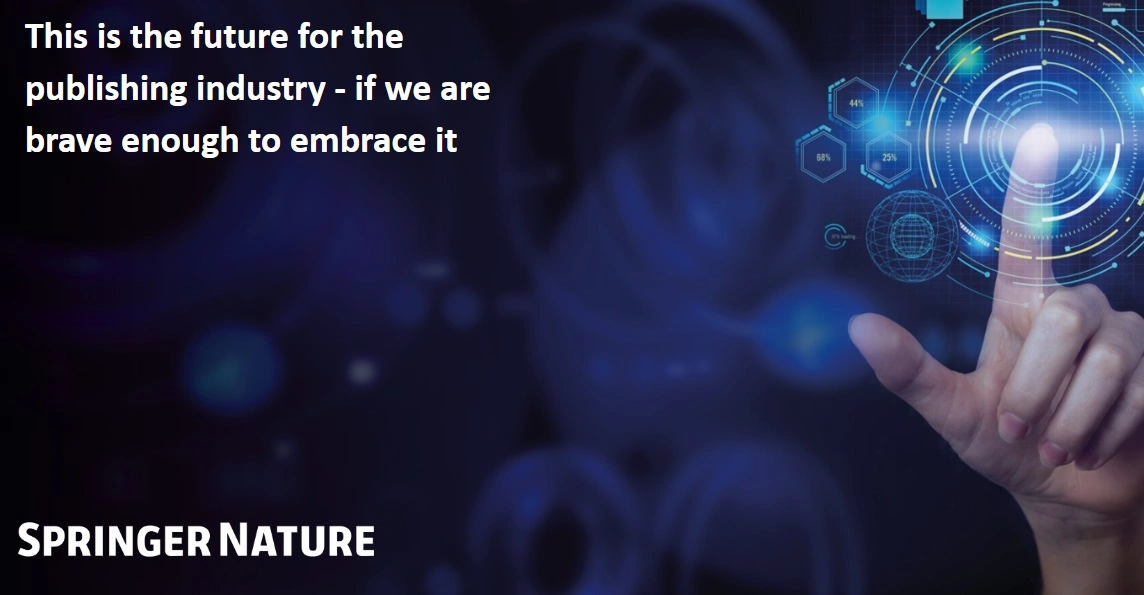 This is the future for the
publishing industry - if we are
brave enough to embrace it
44%
68%
25%
SPRINGER NATURE